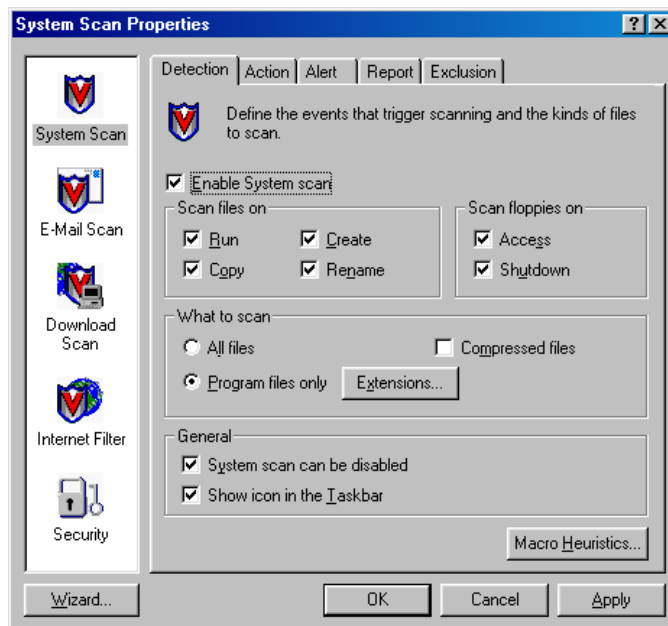 System Scan Properties
Detection
Action
Alert
Report
Exclusion
System Scan
E-Mail Scan
Download
Scan
Internet Filter
Security
Define the events that trigger scanning and the kinds of files
to scan.
Enable System scan
Scan files on
Run
Create
Copy
Rename
Scan floppies on
Access
Shutdown
What to scan
All files
Compressed files
Program files only
Extensions...
General
System scan can be disabled
Show icon in the Taskbar
Macro Heuristics...
Wizard...
OK
Cancel
Apply